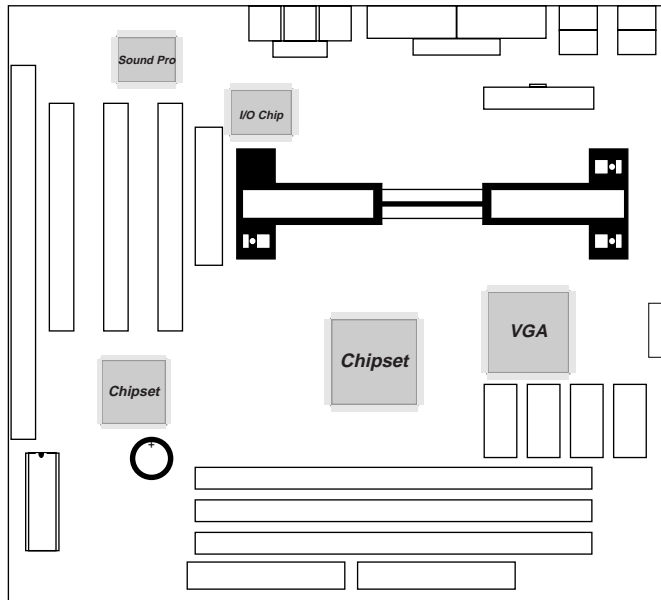 Sound Pro
I/O Chip
VGA
Chipset
Chipset
+